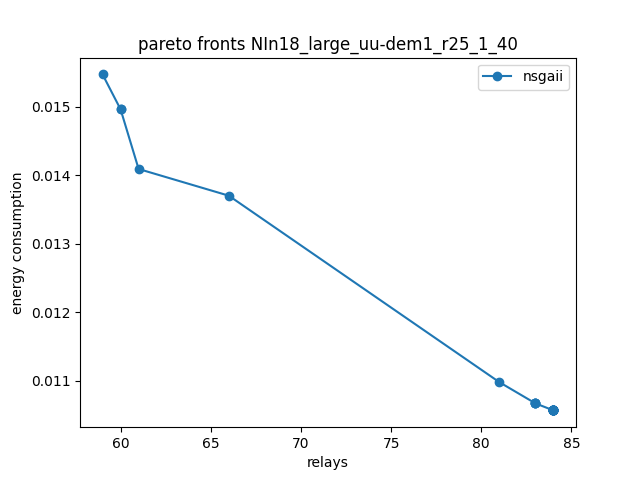 pareto fronts NIn18_large_uu-dem1_r25_1_40
nsgaii
0.015
0.014
0.013
0.012
0.011
energy consumption
60
65
70
75
80
85
relays